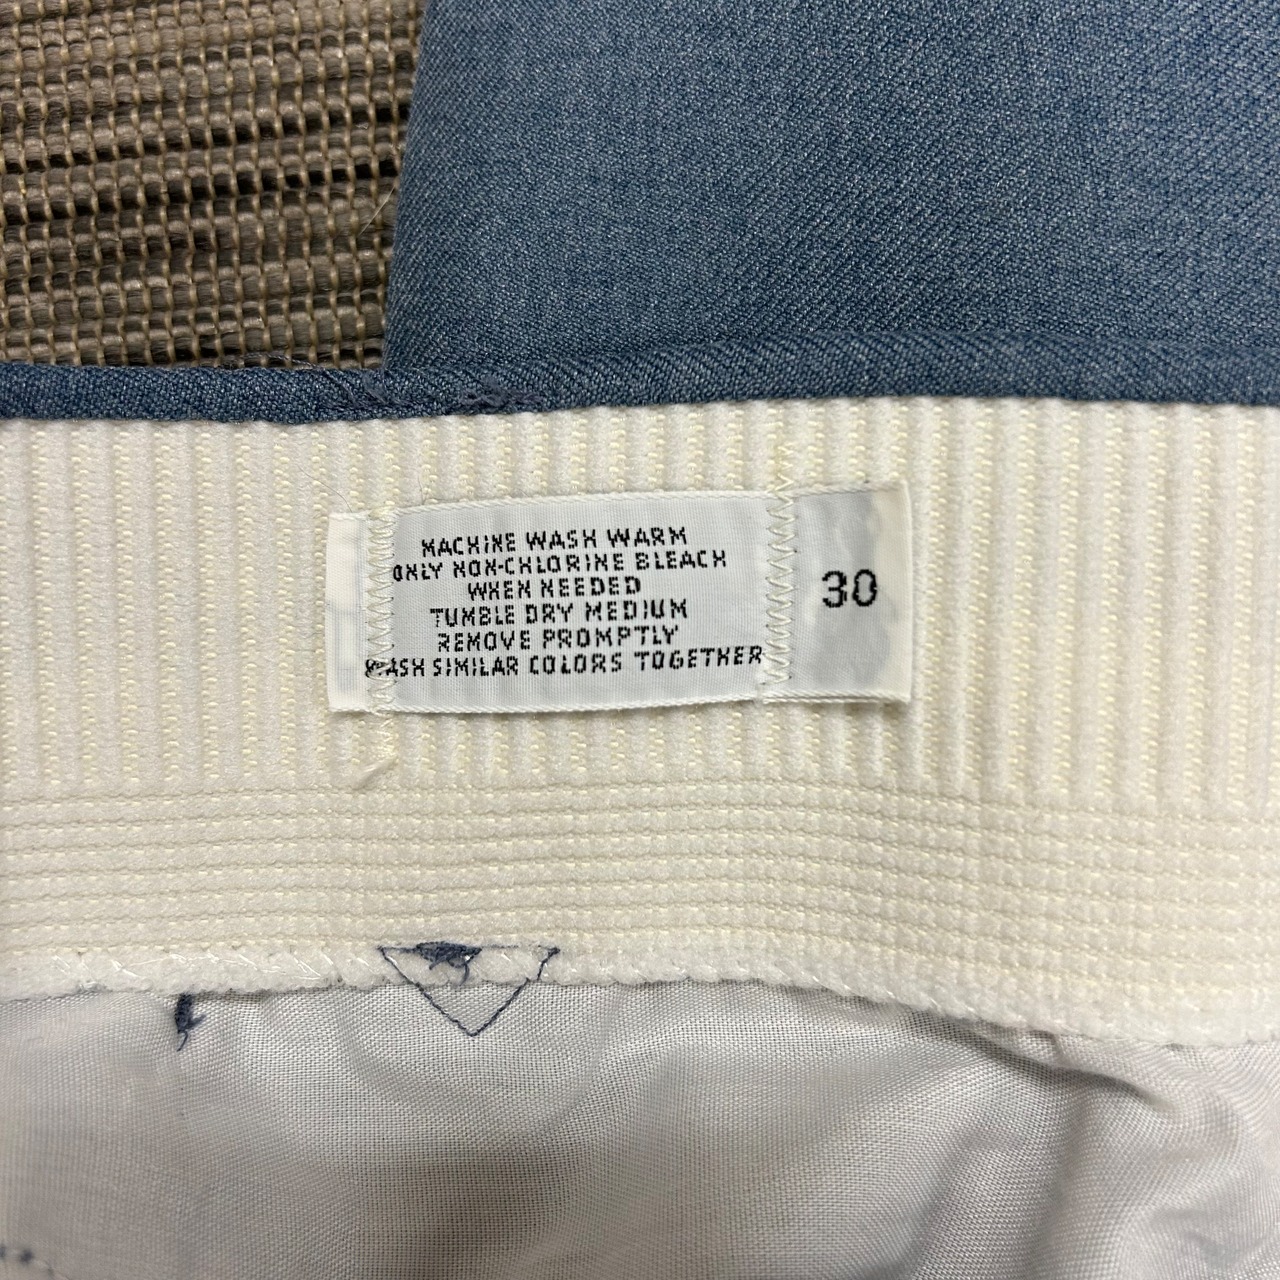 MACHINE WASH WARM
ONLY NON-CHLORINE BLEACH
WHEN NEEDED
TUMBLE DRY MEDIUM
REMOVE PROMPTLY
WASH SIMILAR COLORS TOGETHER
30